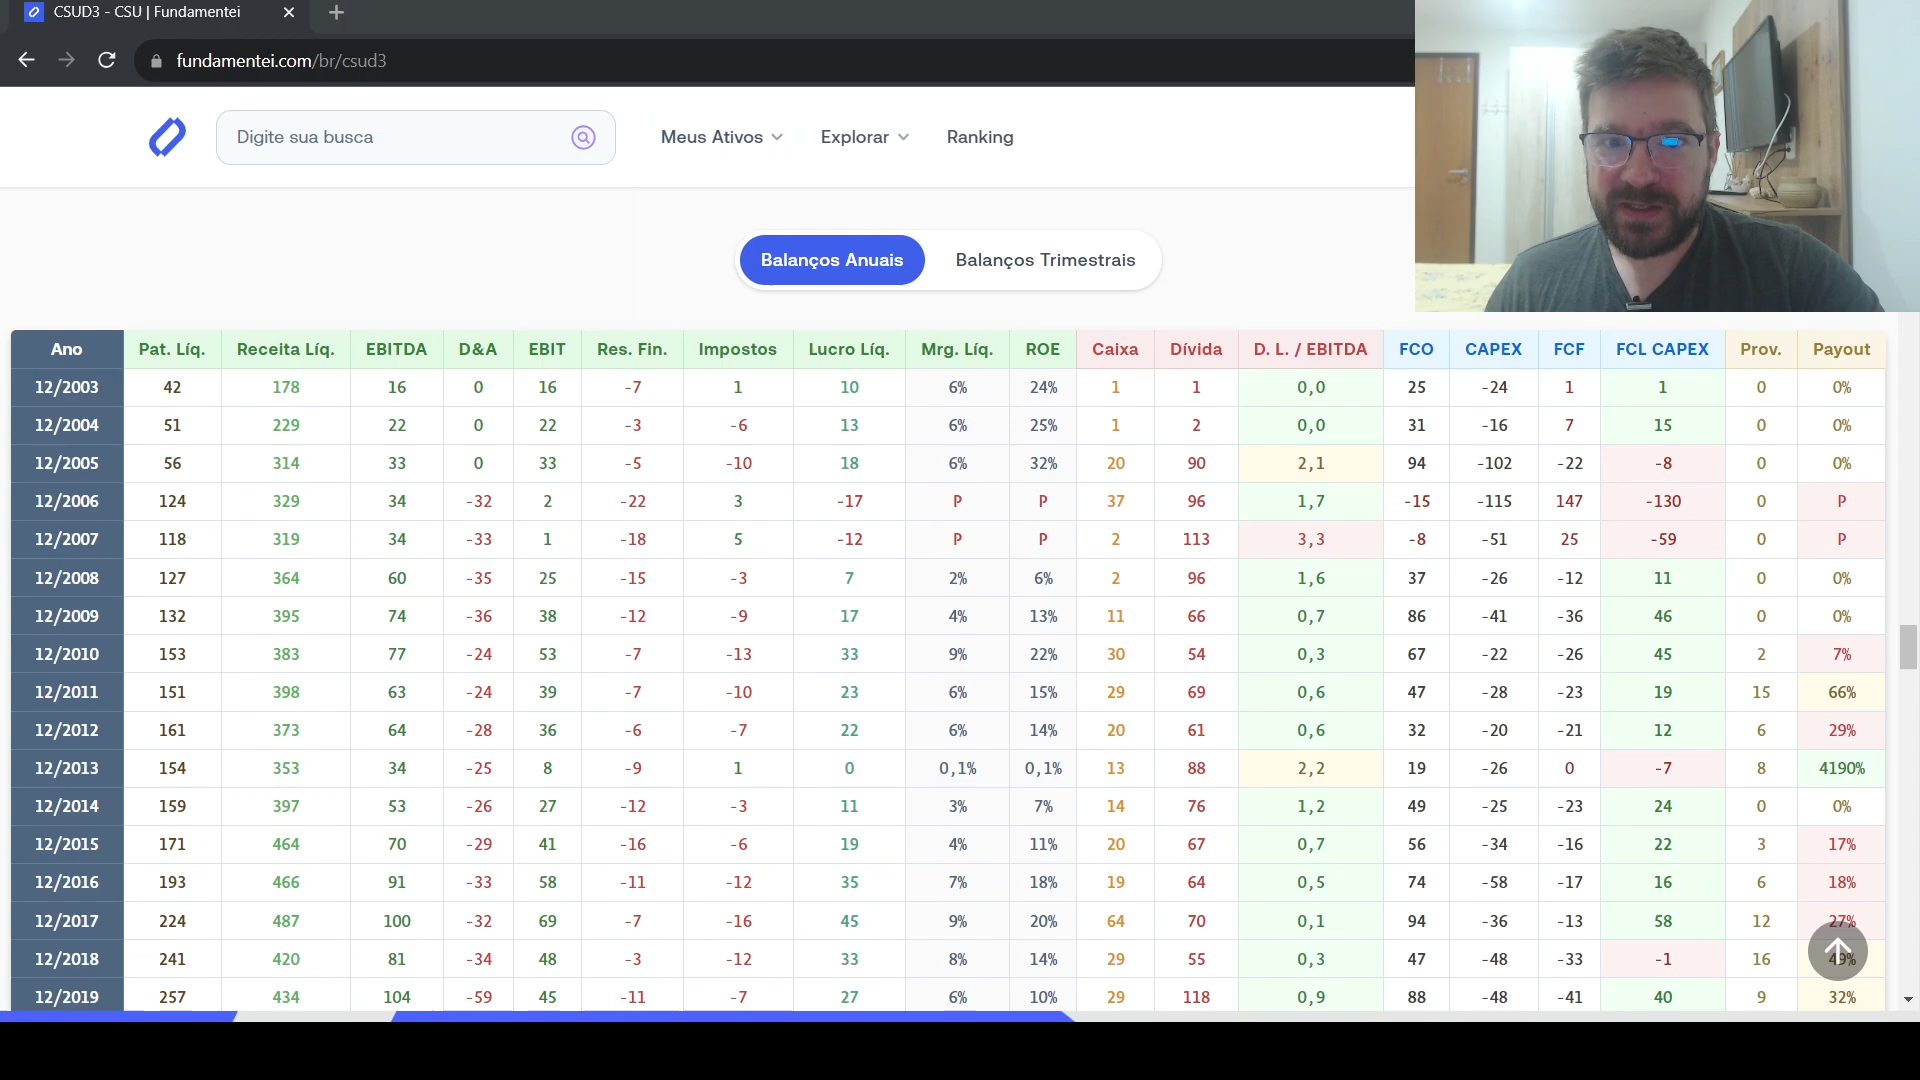 CSUD3 - CSU | Fundamentei
fundamentei.com/br/csud3
Digite sua busca
Meus Ativos
Explorar
Ranking
Balanços Anuais
Balanços Trimestrais
Ano Pat. Líq. Receita Líq. EBITDA D&A EBIT Res. Fin. Impostos Lucro Líq. Mrg. Líq. ROE Caixa Dívida D. L. / EBITDA FCO CAPEX FCF FCL CAPEX Prov. Payout
12/2003 42 178 16 0 16 -7 1 10 6% 24% 1 1 0,0 25 -24 1 1 0 0%
12/2004 51 229 22 0 22 -3 -6 13 6% 25% 1 2 0,0 31 -16 7 15 0 0%
12/2005 56 314 33 0 33 -5 -10 18 6% 32% 20 90 2,1 94 -102 -22 -8 0 0%
12/2006 124 329 34 -32 2 -22 3 -17 P P 37 96 1,7 -15 -115 147 -130 0 P
12/2007 118 319 34 -33 1 -18 5 -12 P P 2 113 3,3 -8 -51 25 -59 0 P
12/2008 127 364 60 -35 25 -15 -3 7 2% 6% 2 96 1,6 37 -26 -12 11 0 0%
12/2009 132 395 74 -36 38 -12 -9 17 4% 13% 11 66 0,7 86 -41 -36 46 0 0%
12/2010 153 383 77 -24 53 -7 -13 33 9% 22% 30 54 0,3 67 -22 -26 45 2 7%
12/2011 151 398 63 -24 39 -7 -10 23 6% 15% 29 69 0,6 47 -28 -23 19 15 66%
12/2012 161 373 64 -28 36 -6 -7 22 6% 14% 20 61 0,6 32 -20 -21 12 6 29%
12/2013 154 353 34 -25 8 -9 1 0 0,1% 0,1% 13 88 2,2 19 -26 0 -7 8 4190%
12/2014 159 397 53 -26 27 -12 -3 11 3% 7% 14 76 1,2 49 -25 -23 24 0 0%
12/2015 171 464 70 -29 41 -16 -6 19 4% 11% 20 67 0,7 56 -34 -16 22 3 17%
12/2016 193 466 91 -33 58 -11 -12 35 7% 18% 19 64 0,5 74 -58 -17 16 6 18%
12/2017 224 487 100 -32 69 -7 -16 45 9% 20% 64 70 0,1 94 -36 -13 58 12 27%
12/2018 241 420 81 -34 48 -3 -12 33 8% 14% 29 55 0,3 47 -48 -33 -1 16 49%
12/2019 257 434 104 -59 45 -11 -7 27 6% 10% 29 118 0,9 88 -48 -41 40 9 32%